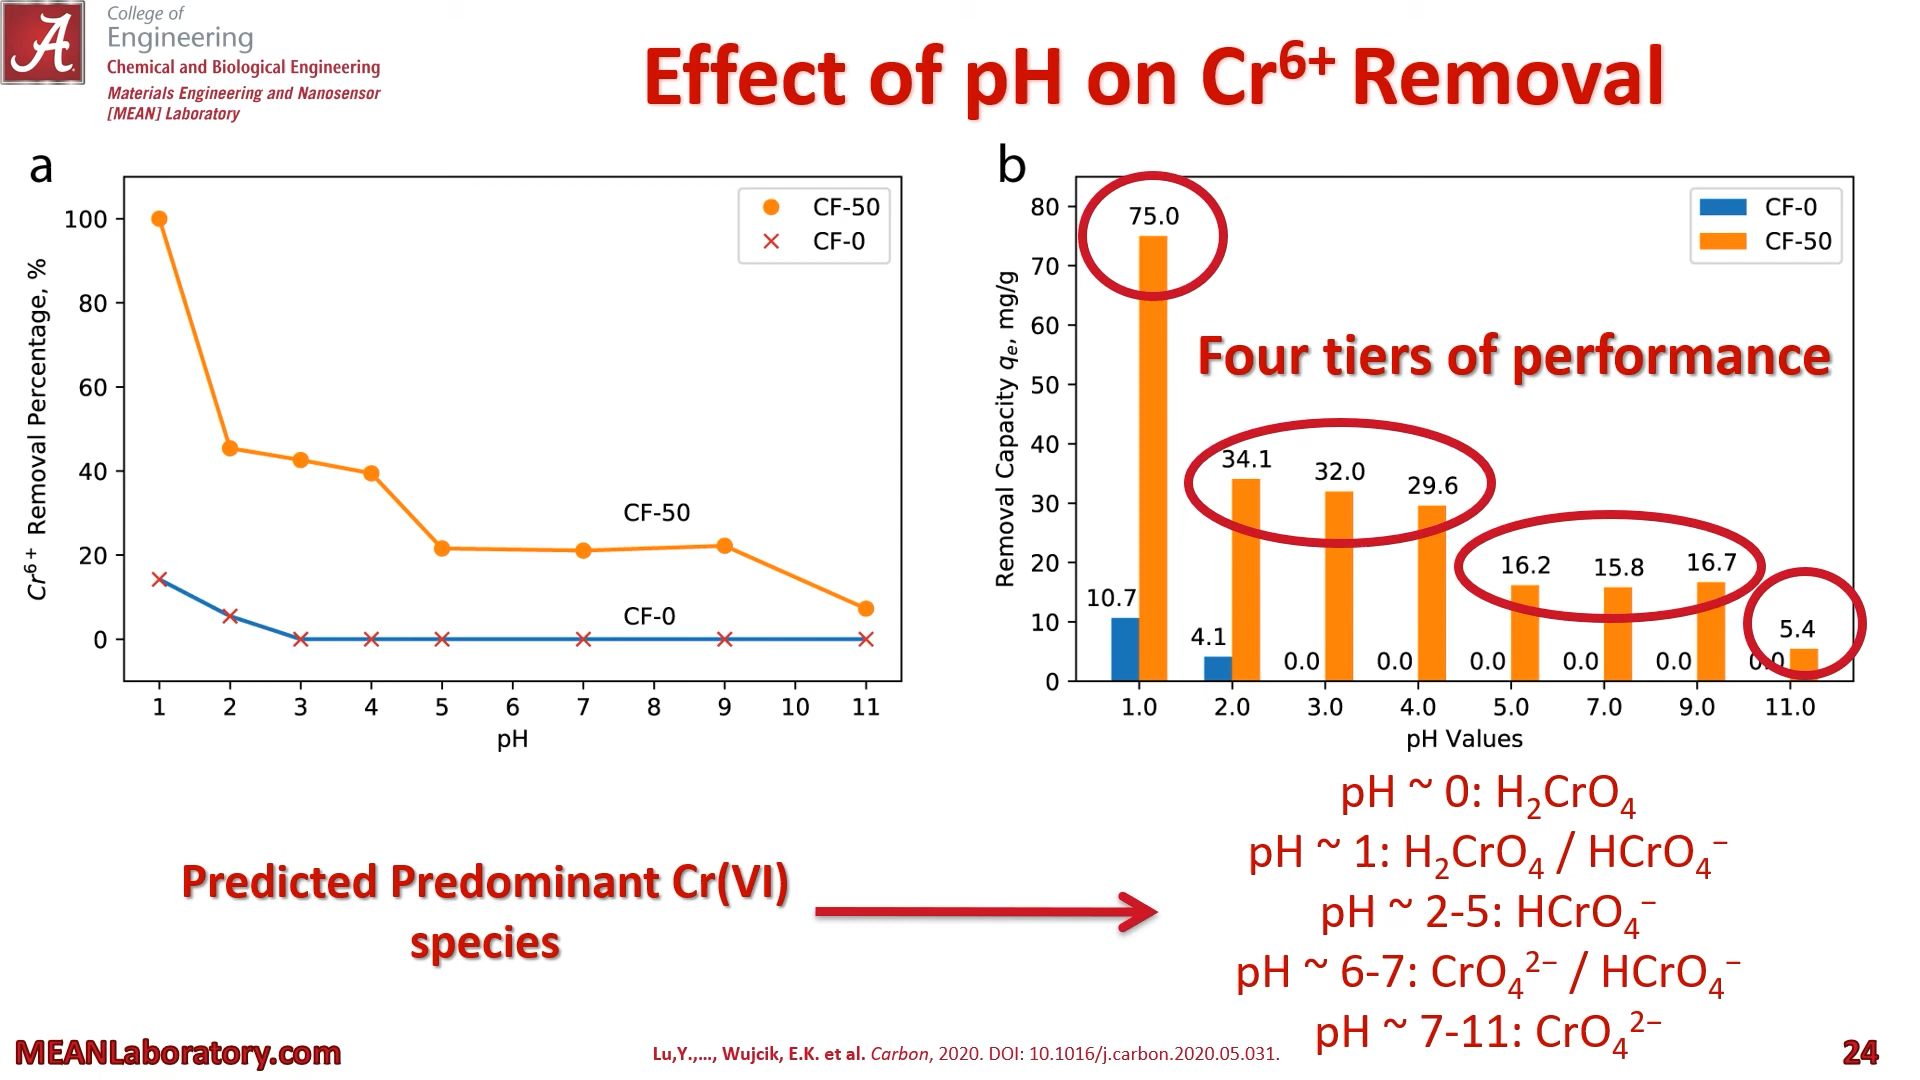 College of
Engineering
Chemical and Biological Engineering
Materials Engineering and Nanosensor
[MEAN] Laboratory
Effect of pH on Cr⁶⁺ Removal
a
Cr⁶⁺ Removal Percentage, %
100
80
60
40
20
0
CF-50
CF-0
CF-50
CF-0
1 2 3 4 5 6 7 8 9 10 11
pH
b
Removal Capacity qₑ, mg/g
80
70
60
50
40
30
20
10
0
CF-0
CF-50
75.0
Four tiers of performance
34.1
32.0
29.6
16.2
15.8
16.7
5.4
10.7
4.1
0.0
0.0
0.0
0.0
0.0
0.0
1.0 2.0 3.0 4.0 5.0 7.0 9.0 11.0
pH Values
Predicted Predominant Cr(VI)
species
pH ~ 0: H₂CrO₄
pH ~ 1: H₂CrO₄ / HCrO₄⁻
pH ~ 2-5: HCrO₄⁻
pH ~ 6-7: CrO₄²⁻ / HCrO₄⁻
pH ~ 7-11: CrO₄²⁻
MEANLaboratory.com
Lu,Y.,..., Wujcik, E.K. et al. Carbon, 2020. DOI: 10.1016/j.carbon.2020.05.031.
24